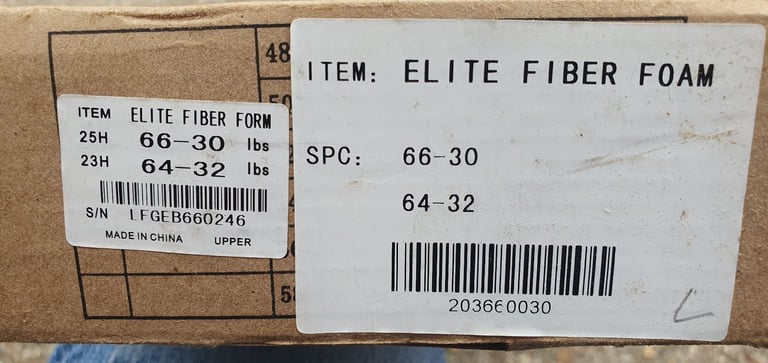 48
ITEM ELITE FIBER FORM
25H 66-30 lbs
23H 64-32 lbs
S/N LFGEB660246
MADE IN CHINA UPPER
ITEM: ELITE FIBER FOAM
SPC: 66-30
64-32
203660030